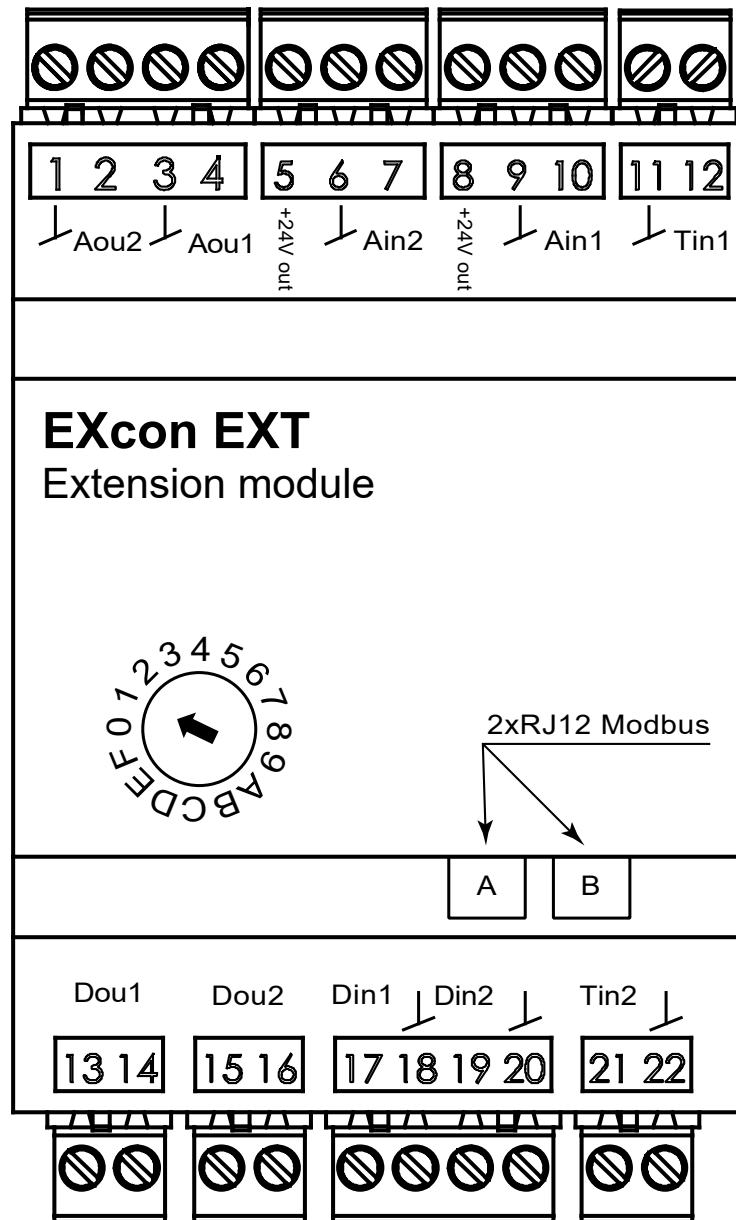 1 2 3 4 5 6 7 8 9 10 11 12
Aou2 Aou1 +24V out Ain2 +24V out Ain1 Tin1
EXcon EXT
Extension module
0 1 2 3 4 5 6 7 8 9 A B C D E F
2xRJ12 Modbus
A B
Dou1 Dou2 Din1 Din2 Tin2
13 14 15 16 17 18 19 20 21 22